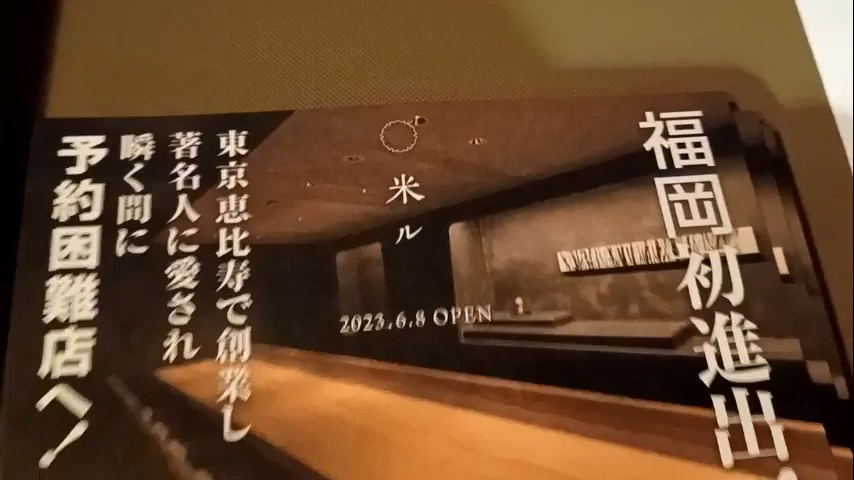 福岡初進出
米ル
2023.6.8 OPEN
東京恵比寿で創業し
著名人に愛され
瞬く間に
予約困難店へ!